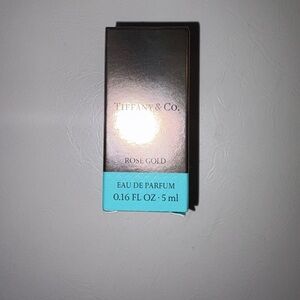 TIFFANY & CO.
ROSE GOLD
EAU DE PARFUM
0.16 FL OZ · 5 ml